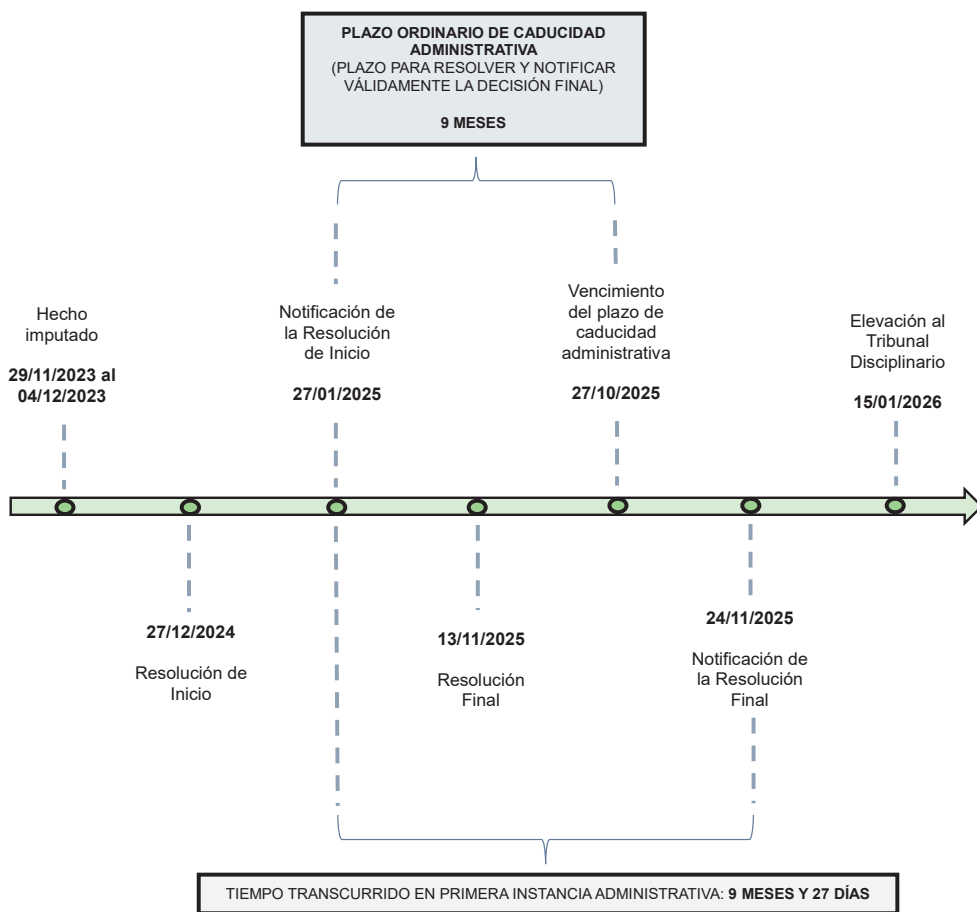 PLAZO ORDINARIO DE CADUCIDAD
ADMINISTRATIVA
(PLAZO PARA RESOLVER Y NOTIFICAR
VÁLIDAMENTE LA DECISIÓN FINAL)
9 MESES
Hecho
imputado
29/11/2023 al
04/12/2023
Notificación de
la Resolución
de Inicio
27/01/2025
Vencimiento
del plazo de
caducidad
administrativa
27/10/2025
Elevación al
Tribunal
Disciplinario
15/01/2026
27/12/2024
Resolución de
Inicio
13/11/2025
Resolución
Final
24/11/2025
Notificación de
la Resolución
Final
TIEMPO TRANSCURRIDO EN PRIMERA INSTANCIA ADMINISTRATIVA: 9 MESES Y 27 DÍAS